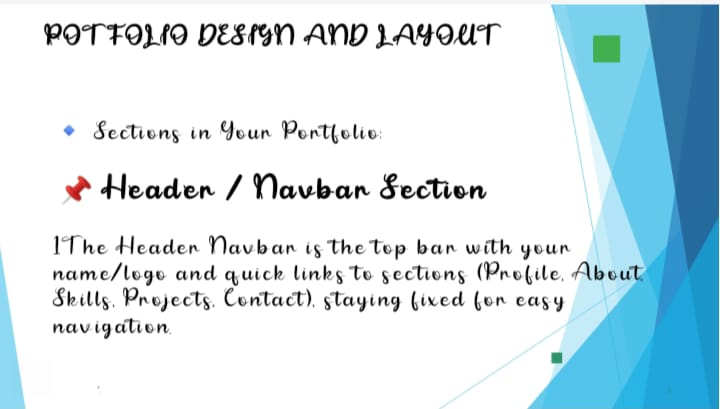 POTFOLIO DESIGN AND LAYOUT
Sections in Your Portfolio:
Header / Navbar Section
1The Header Navbar is the top bar with your
name/logo and quick links to sections (Profile, About,
Skills, Projects, Contact), staying fixed for easy
navigation.